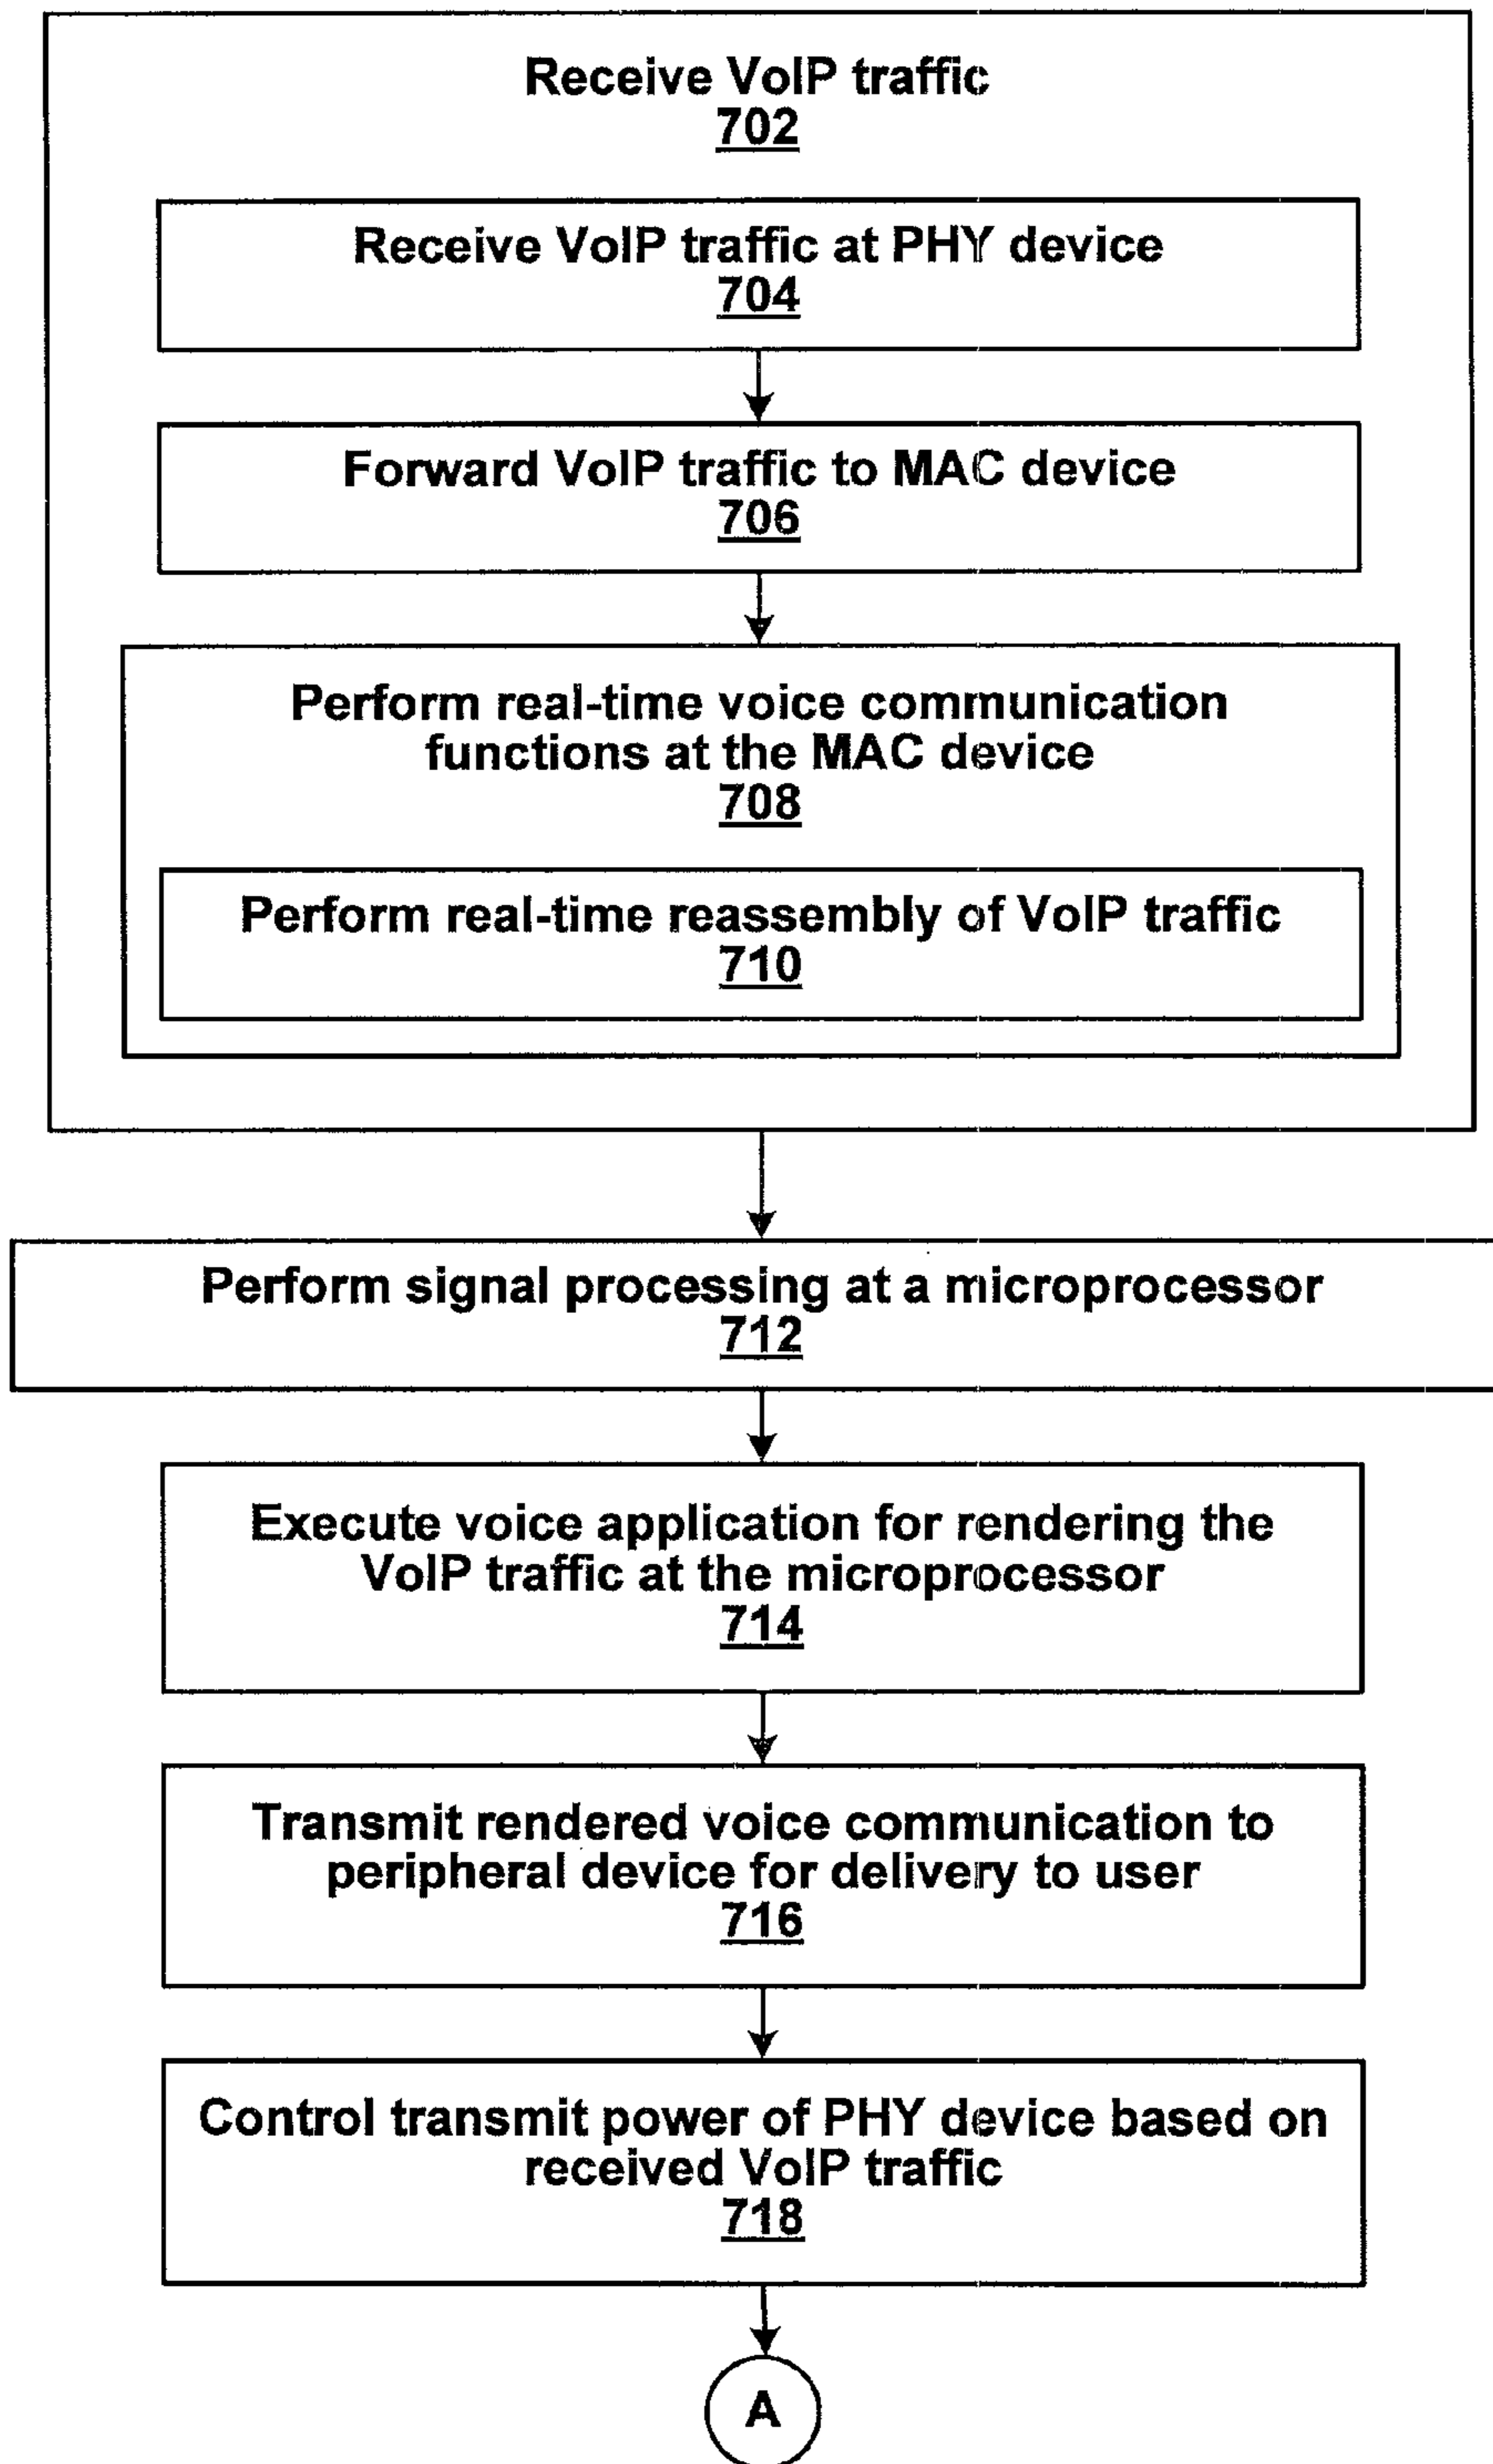 Receive VoIP traffic
702
Receive VoIP traffic at PHY device
704
Forward VoIP traffic to MAC device
706
Perform real-time voice communication
functions at the MAC device
708
Perform real-time reassembly of VoIP traffic
710
Perform signal processing at a microprocessor
712
Execute voice application for rendering the
VoIP traffic at the microprocessor
714
Transmit rendered voice communication to
peripheral device for delivery to user
716
Control transmit power of PHY device based on
received VoIP traffic
718
A